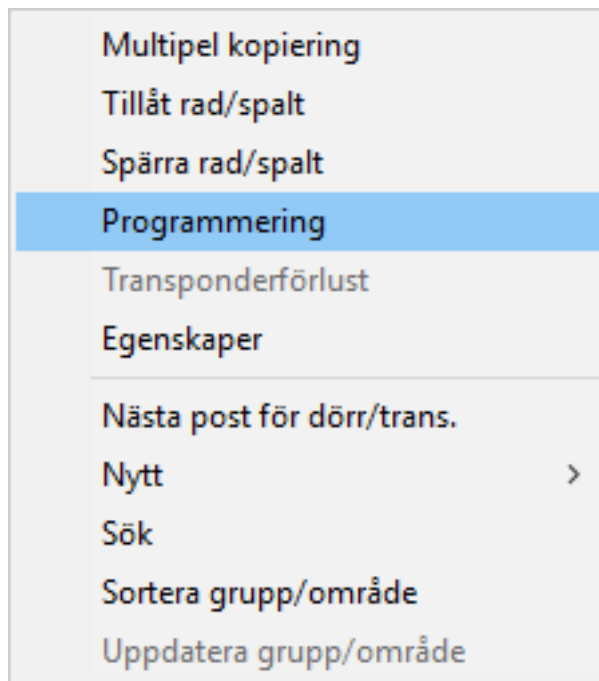 Multipel kopiering
Tillåt rad/spalt
Spärra rad/spalt
Programmering
Transponderförlust
Egenskaper
Nästa post för dörr/trans.
Nytt
Sök
Sortera grupp/område
Uppdatera grupp/område